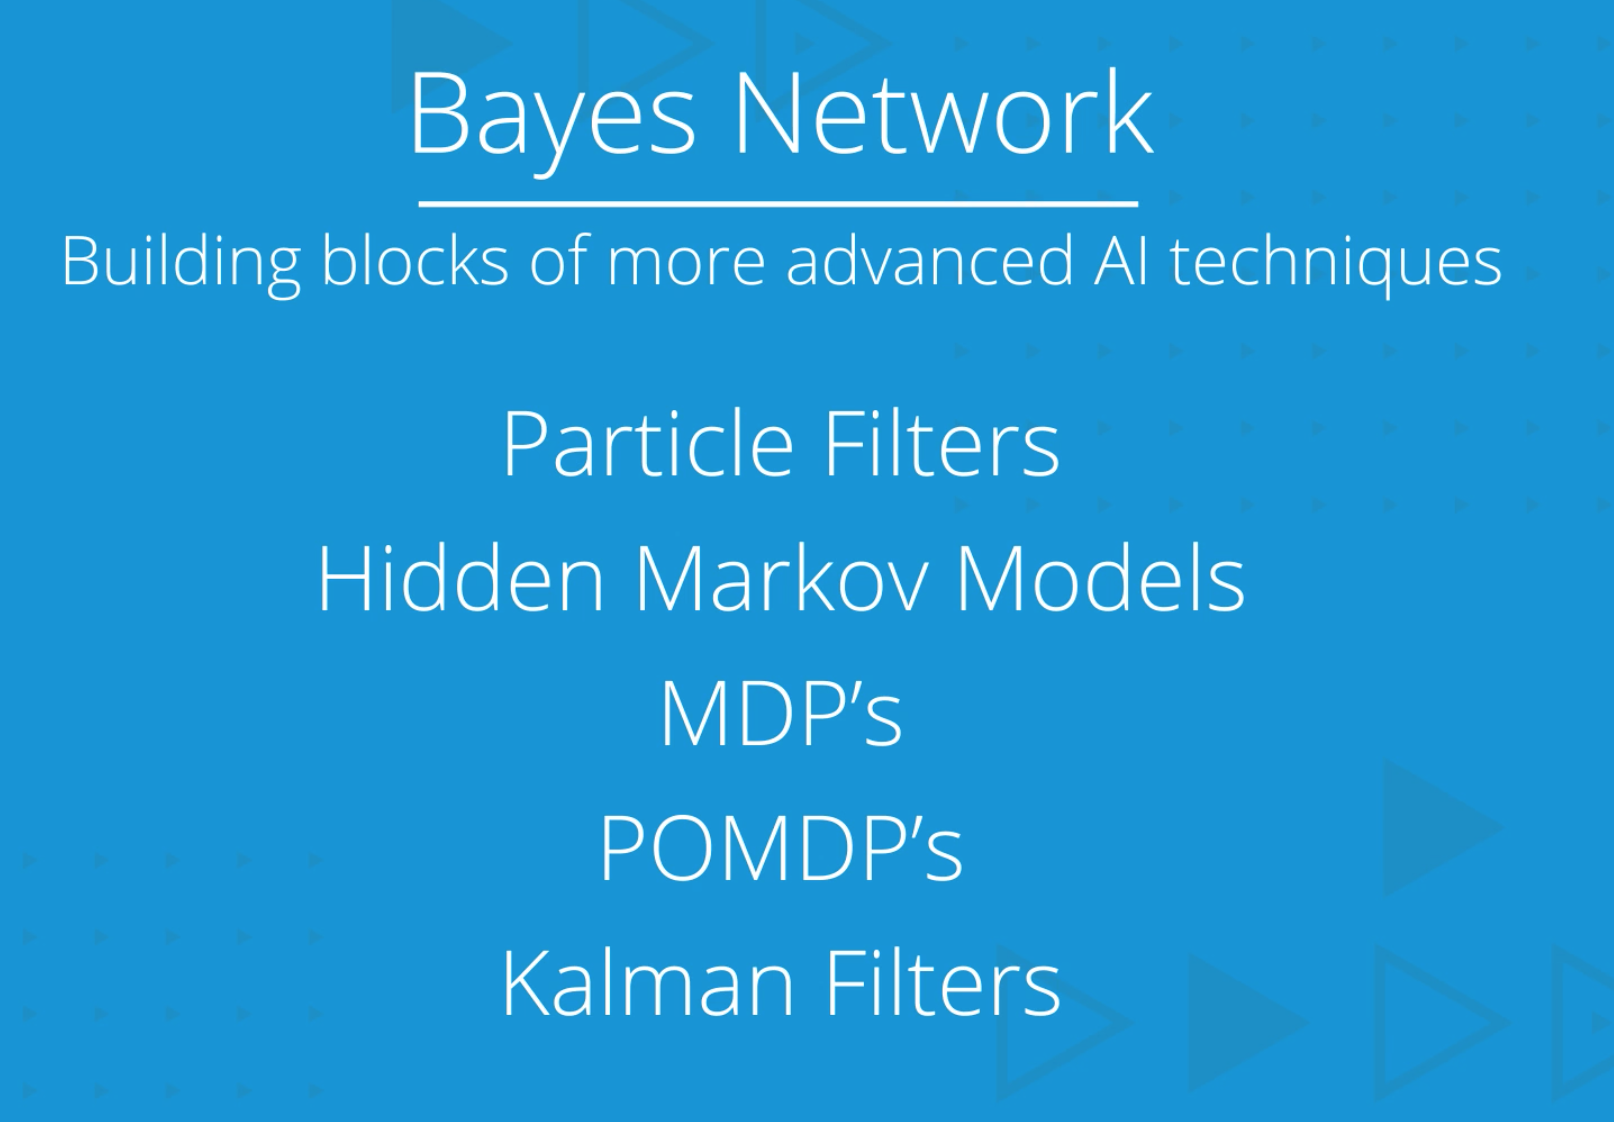 Bayes Network
Building blocks of more advanced AI techniques
Particle Filters
Hidden Markov Models
MDP’s
POMDP’s
Kalman Filters